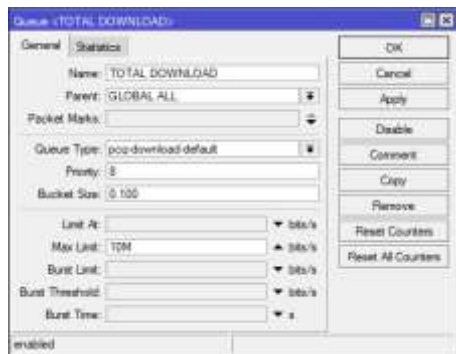 Queue <TOTAL DOWNLOAD>
General Statistics
Name: TOTAL DOWNLOAD
Parent: GLOBAL ALL
Packet Marks:
Queue Type: pcq-download-default
Priority: 8
Bucket Size: 0.100
Limit At: bits/s
Max Limit: 10M bits/s
Burst Limit: bits/s
Burst Threshold: bits/s
Burst Time: s
OK
Cancel
Apply
Disable
Comment
Copy
Remove
Reset Counters
Reset All Counters
enabled